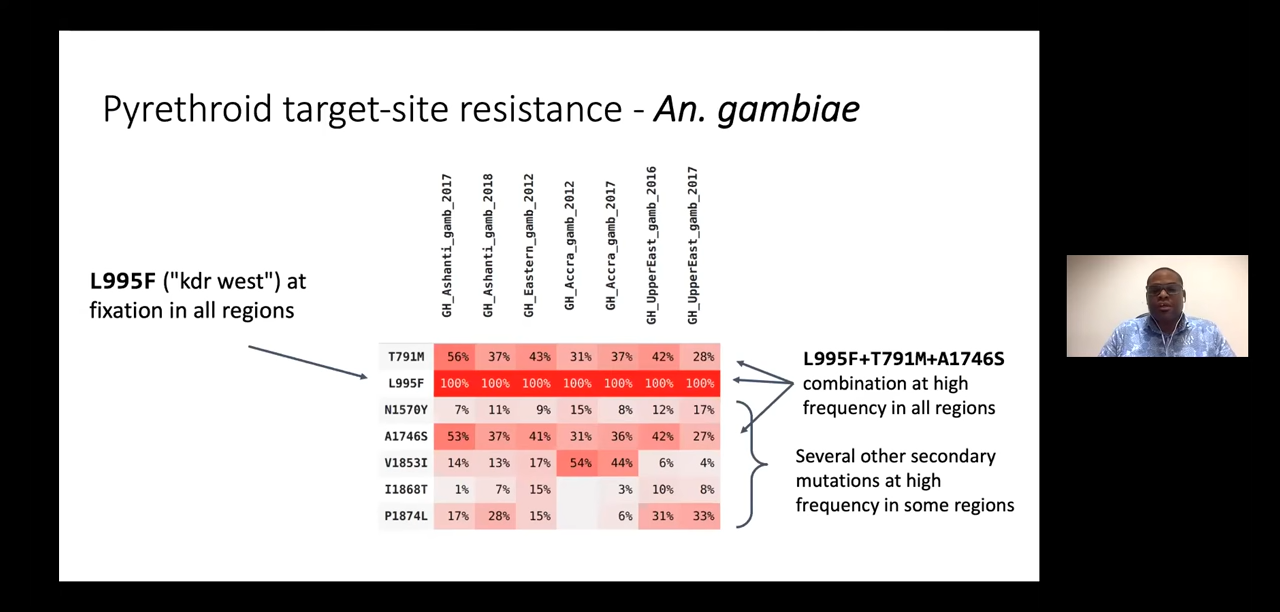 Pyrethroid target-site resistance - An. gambiae
GH_Ashanti_gamb_2017
GH_Ashanti_gamb_2018
GH_Eastern_gamb_2012
GH_Accra_gamb_2012
GH_Accra_gamb_2017
GH_UpperEast_gamb_2016
GH_UpperEast_gamb_2017
L995F ("kdr west") at
fixation in all regions
T791M 56% 37% 43% 31% 37% 42% 28%
L995F 100% 100% 100% 100% 100% 100% 100%
N1570Y 7% 11% 9% 15% 8% 12% 17%
A1746S 53% 37% 41% 31% 36% 42% 27%
V1853I 14% 13% 17% 54% 44% 6% 4%
I1868T 1% 7% 15% 3% 10% 8%
P1874L 17% 28% 15% 6% 31% 33%
L995F+T791M+A1746S
combination at high
frequency in all regions
Several other secondary
mutations at high
frequency in some regions